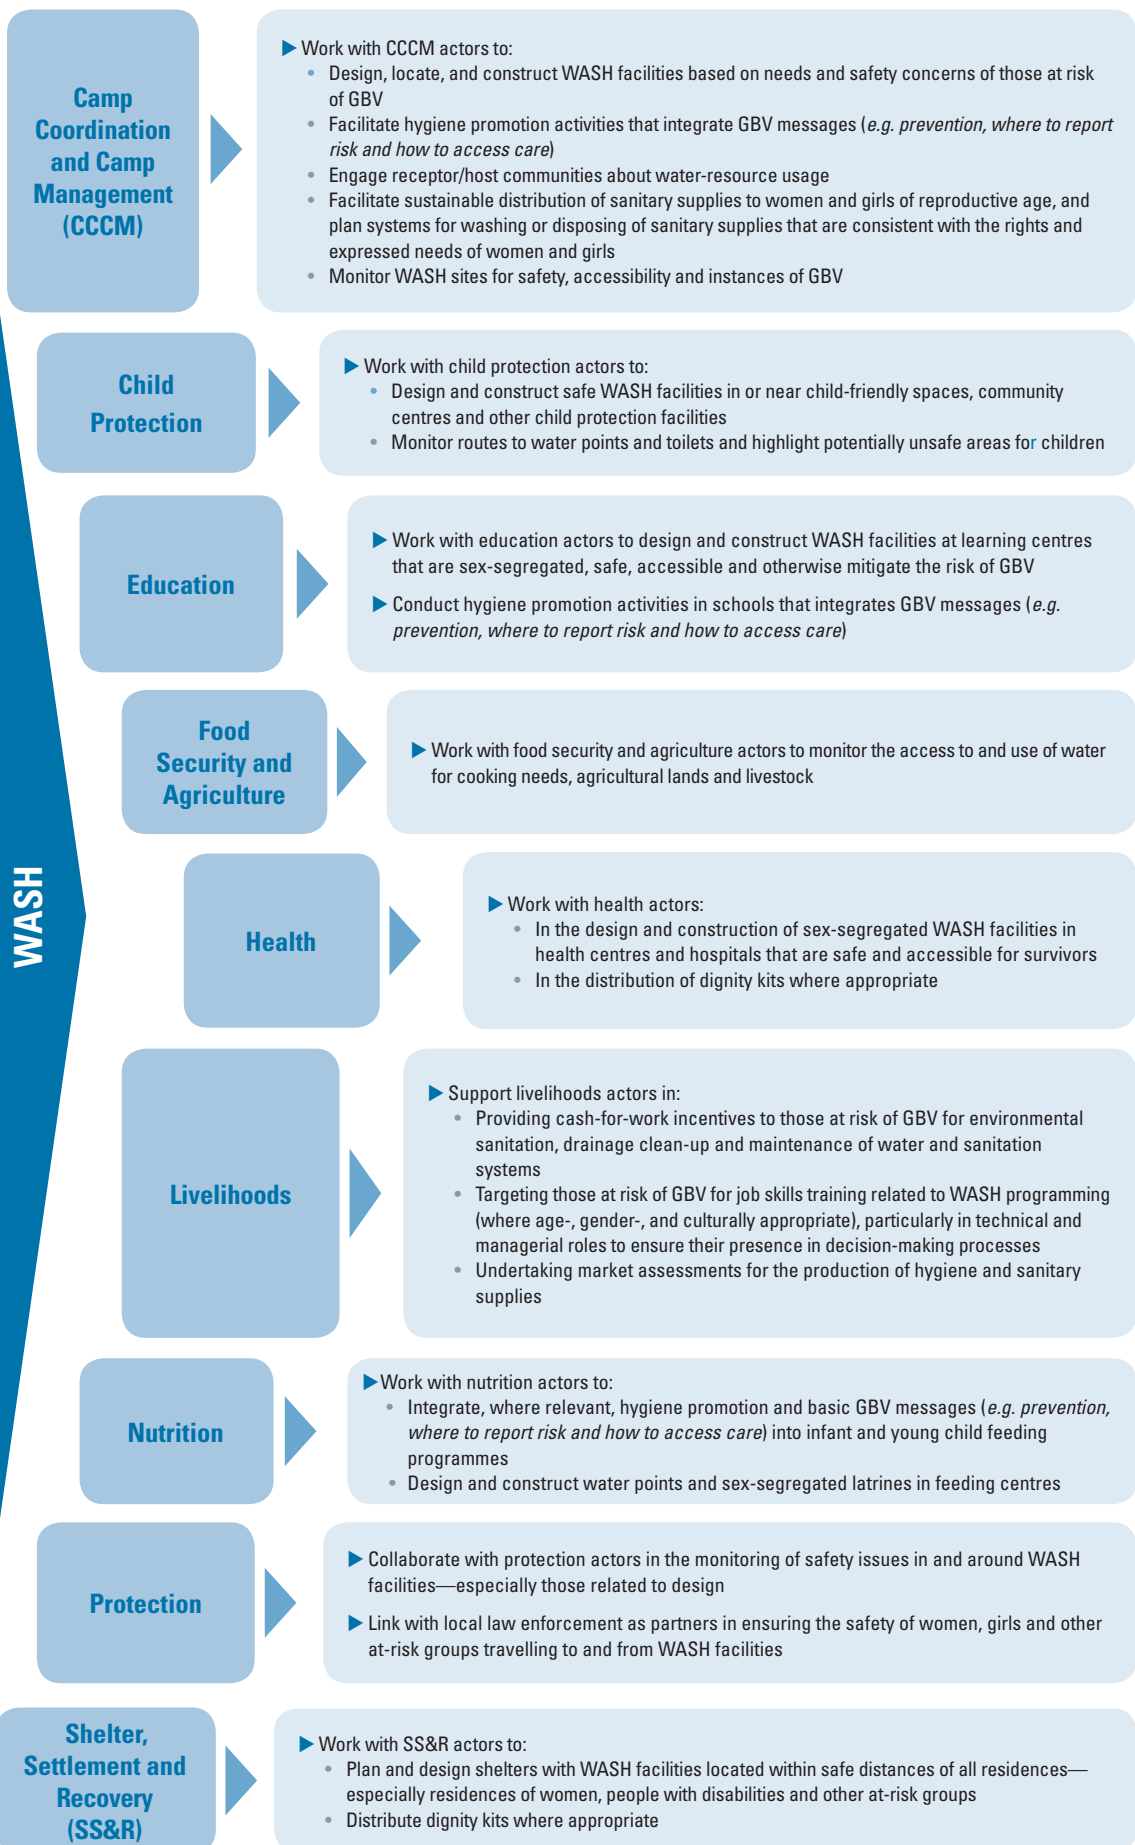 WASH
Camp
Coordination
and Camp
Management
(CCCM)
▶ Work with CCCM actors to:
• Design, locate, and construct WASH facilities based on needs and safety concerns of those at risk
of GBV
• Facilitate hygiene promotion activities that integrate GBV messages (e.g. prevention, where to report
risk and how to access care)
• Engage receptor/host communities about water-resource usage
• Facilitate sustainable distribution of sanitary supplies to women and girls of reproductive age, and
plan systems for washing or disposing of sanitary supplies that are consistent with the rights and
expressed needs of women and girls
• Monitor WASH sites for safety, accessibility and instances of GBV
Child
Protection
▶ Work with child protection actors to:
• Design and construct safe WASH facilities in or near child-friendly spaces, community
centres and other child protection facilities
• Monitor routes to water points and toilets and highlight potentially unsafe areas for children
Education
▶ Work with education actors to design and construct WASH facilities at learning centres
that are sex-segregated, safe, accessible and otherwise mitigate the risk of GBV
▶ Conduct hygiene promotion activities in schools that integrates GBV messages (e.g.
prevention, where to report risk and how to access care)
Food
Security and
Agriculture
▶ Work with food security and agriculture actors to monitor the access to and use of water
for cooking needs, agricultural lands and livestock
Health
▶ Work with health actors:
• In the design and construction of sex-segregated WASH facilities in
health centres and hospitals that are safe and accessible for survivors
• In the distribution of dignity kits where appropriate
Livelihoods
▶ Support livelihoods actors in:
• Providing cash-for-work incentives to those at risk of GBV for environmental
sanitation, drainage clean-up and maintenance of water and sanitation
systems
• Targeting those at risk of GBV for job skills training related to WASH programming
(where age-, gender-, and culturally appropriate), particularly in technical and
managerial roles to ensure their presence in decision-making processes
• Undertaking market assessments for the production of hygiene and sanitary
supplies
Nutrition
▶Work with nutrition actors to:
• Integrate, where relevant, hygiene promotion and basic GBV messages (e.g. prevention,
where to report risk and how to access care) into infant and young child feeding
programmes
• Design and construct water points and sex-segregated latrines in feeding centres
Protection
▶ Collaborate with protection actors in the monitoring of safety issues in and around WASH
facilities—especially those related to design
▶ Link with local law enforcement as partners in ensuring the safety of women, girls and other
at-risk groups travelling to and from WASH facilities
Shelter,
Settlement and
Recovery
(SS&R)
▶ Work with SS&R actors to:
• Plan and design shelters with WASH facilities located within safe distances of all residences—
especially residences of women, people with disabilities and other at-risk groups
• Distribute dignity kits where appropriate